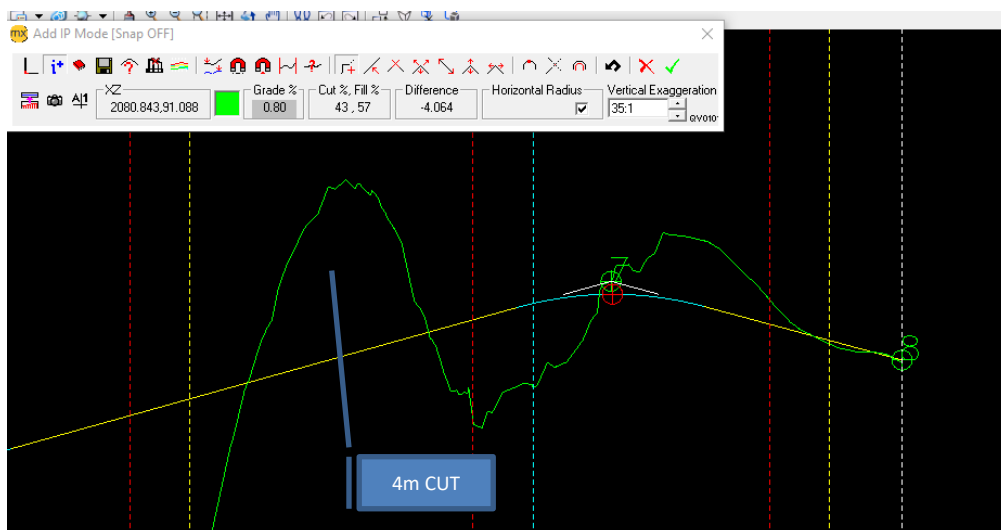 mx Add IP Mode [Snap OFF]
XZ
2080.843,91.088
Grade %
0.80
Cut %, Fill %
43 , 57
Difference
-4.064
Horizontal Radius
Vertical Exaggeration
35:1
7
8
4m CUT